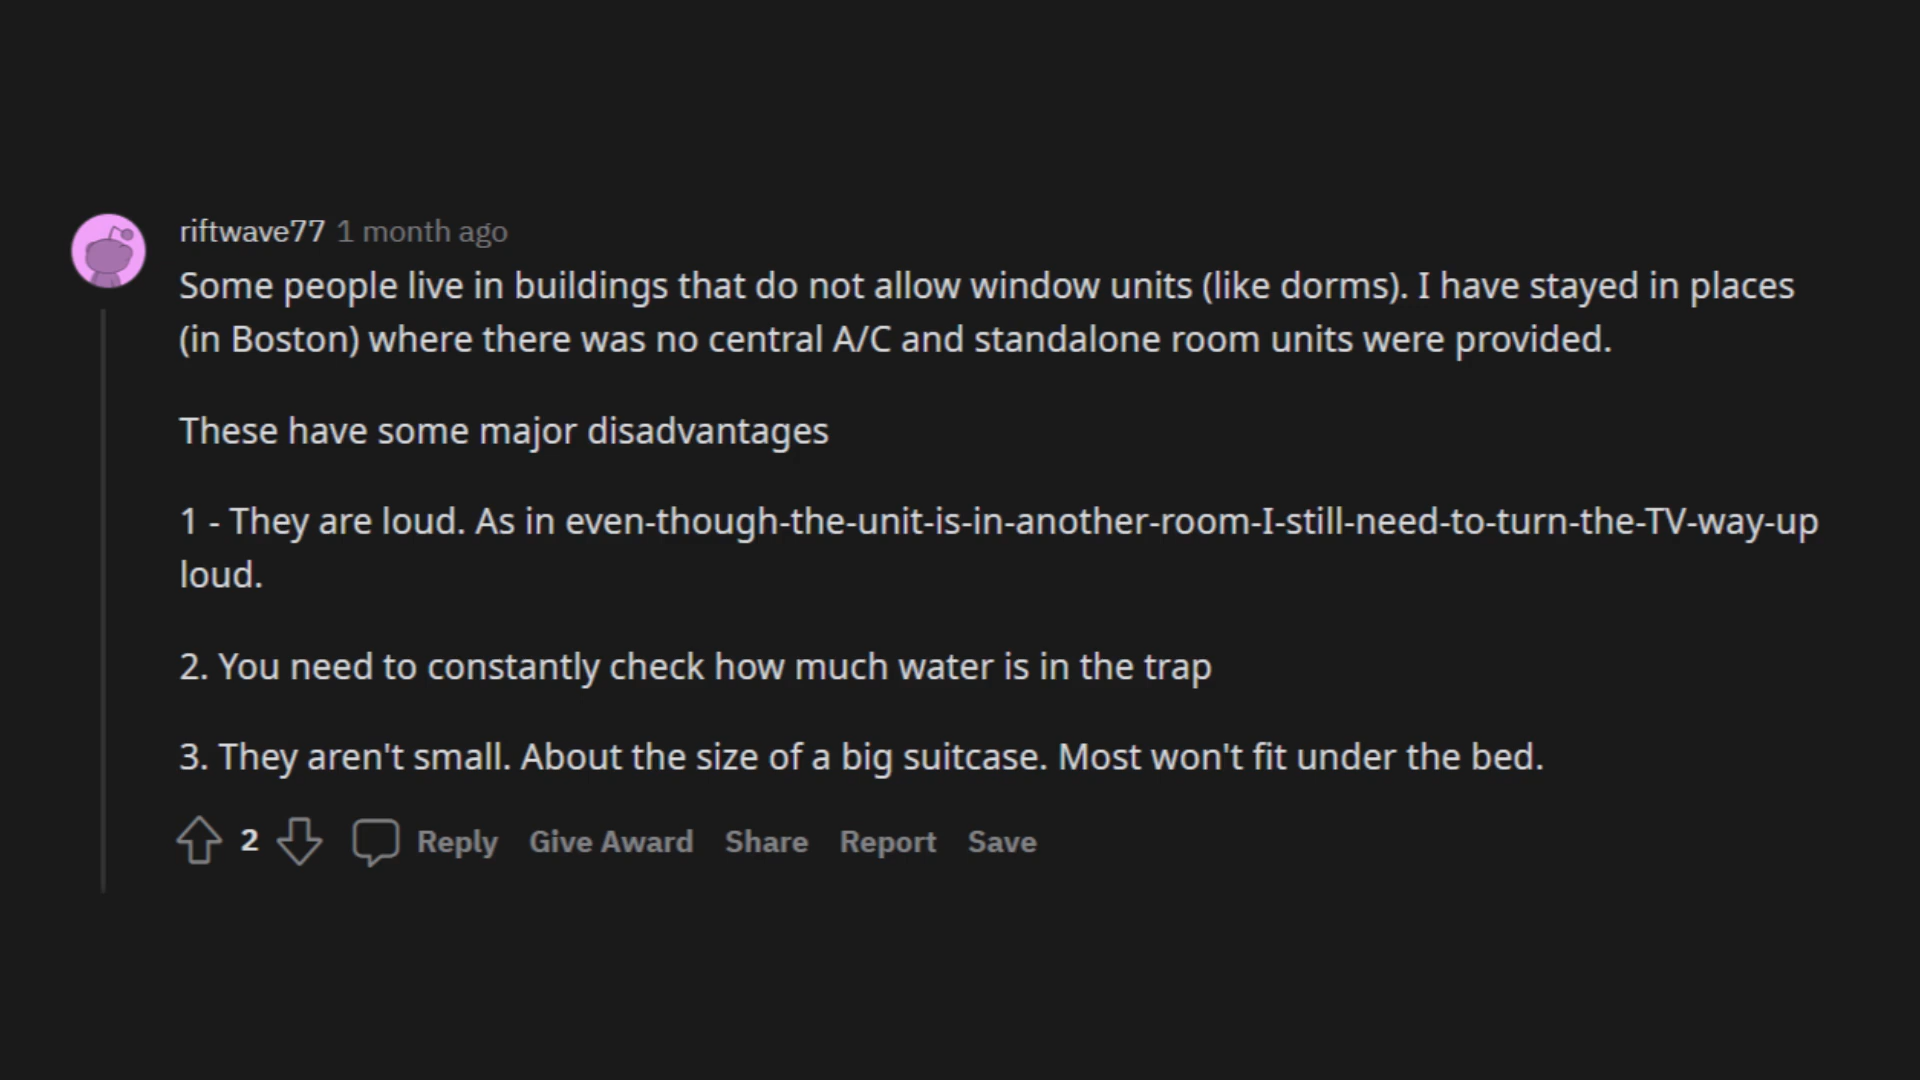 riftwave77 1 month ago
Some people live in buildings that do not allow window units (like dorms). I have stayed in places
(in Boston) where there was no central A/C and standalone room units were provided.
These have some major disadvantages
1 - They are loud. As in even-though-the-unit-is-in-another-room-I-still-need-to-turn-the-TV-way-up
loud.
2. You need to constantly check how much water is in the trap
3. They aren't small. About the size of a big suitcase. Most won't fit under the bed.
2 Reply Give Award Share Report Save